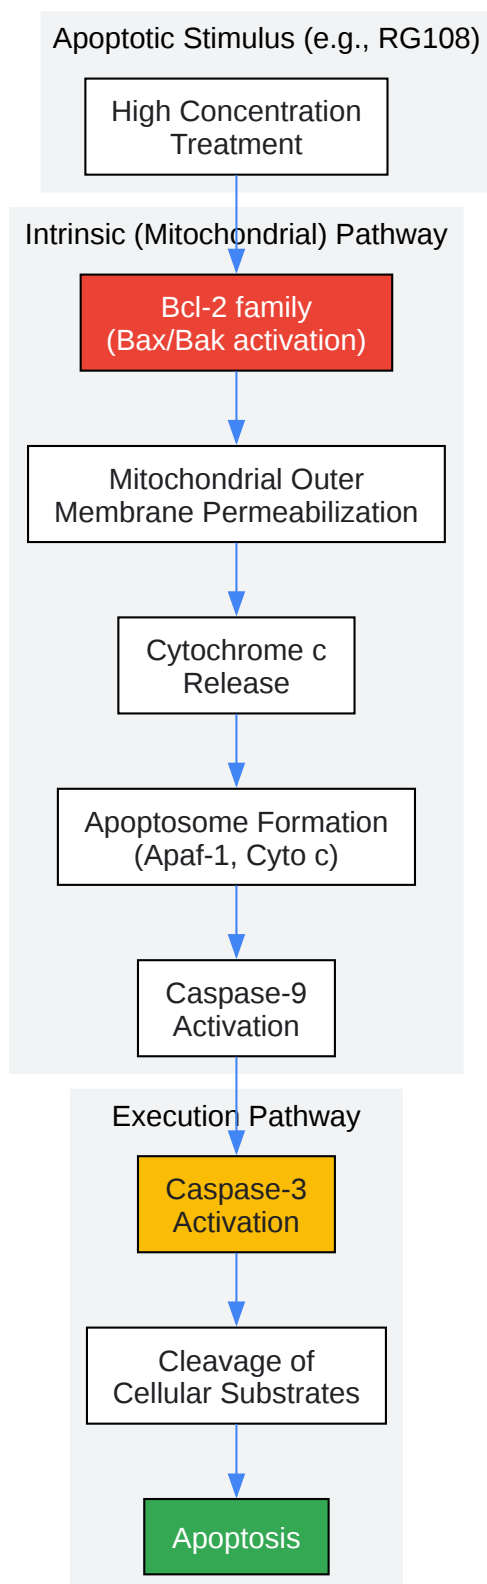 Apoptotic Stimulus (e.g., RG108)
High Concentration
Treatment
Intrinsic (Mitochondrial) Pathway
Bcl-2 family
(Bax/Bak activation)
Mitochondrial Outer
Membrane Permeabilization
Cytochrome c
Release
Apoptosome Formation
(Apaf-1, Cyto c)
Caspase-9
Activation
Execution Pathway
Caspase-3
Activation
Cleavage of
Cellular Substrates
Apoptosis